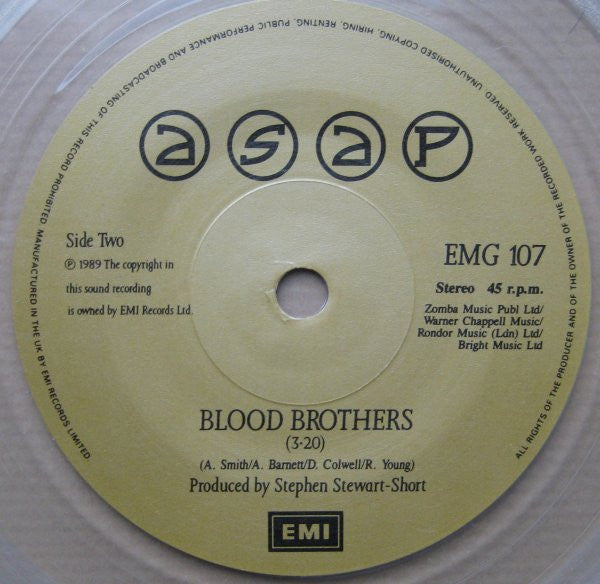 UNAUTHORISED COPYING, HIRING, RENTING, PUBLIC PERFORMANCE AND BROADCASTING OF THIS RECORD PROHIBITED. MANUFACTURED IN THE UK BY EMI RECORDS LIMITED.
ALL RIGHTS OF THE PRODUCER AND OF THE OWNER OF THE RECORDED WORK RESERVED.
asap
Side Two
℗ 1989 The copyright in
this sound recording
is owned by EMI Records Ltd.
EMG 107
Stereo 45 r.p.m.
Zomba Music Publ Ltd/
Warner Chappell Music/
Rondor Music (Ldn) Ltd/
Bright Music Ltd
BLOOD BROTHERS
(3·20)
(A. Smith/A. Barnett/D. Colwell/R. Young)
Produced by Stephen Stewart-Short
EMI